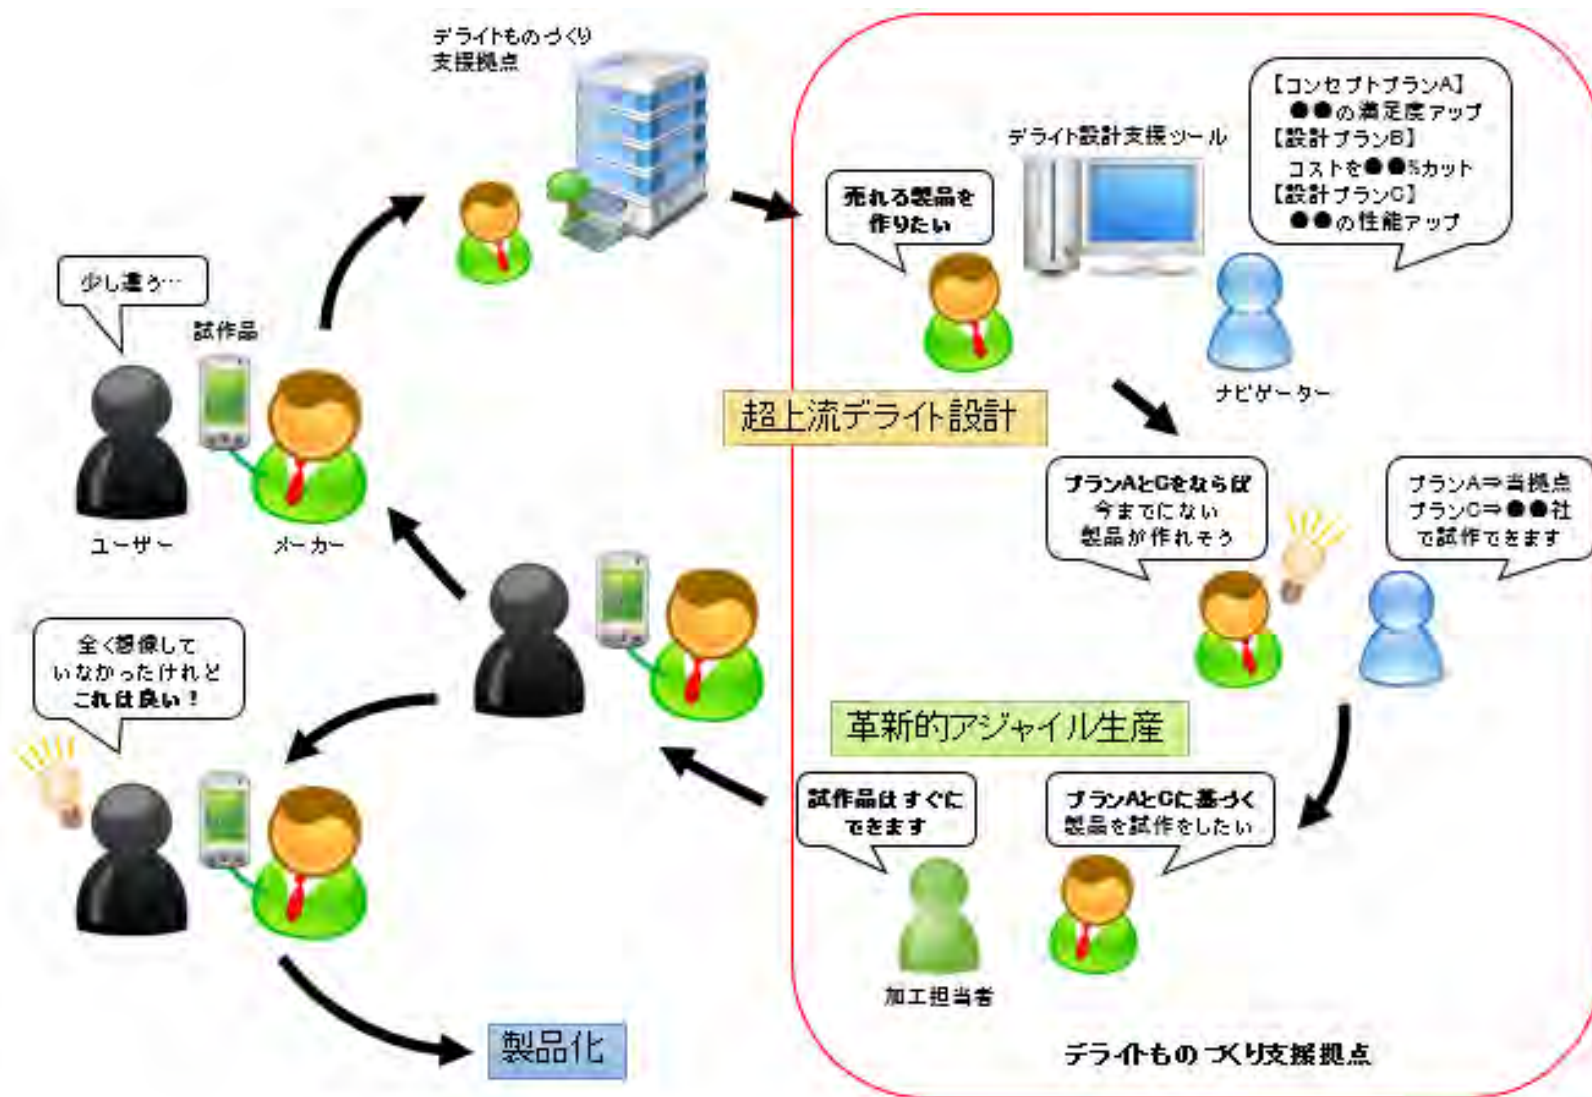 デライトものづくり
支援拠点
【コンセプトプランA】
●●の満足度アップ
【設計プランB】
コストを●●%カット
【設計プランC】
●●の性能アップ
デライト設計支援ツール
売れる製品を
作りたい
ナビゲーター
少し違う…
試作品
ユーザー
メーカー
超上流デライト設計
プランAとCをならば
今までにない
製品が作れそう
プランA⇒当拠点
プランC⇒●●社
で試作できます
全く想像して
いなかったけれど
これは良い！
革新的アジャイル生産
試作品はすぐに
できます
プランAとCに基づく
製品を試作をしたい
加工担当者
製品化
デライトものづくり支援拠点